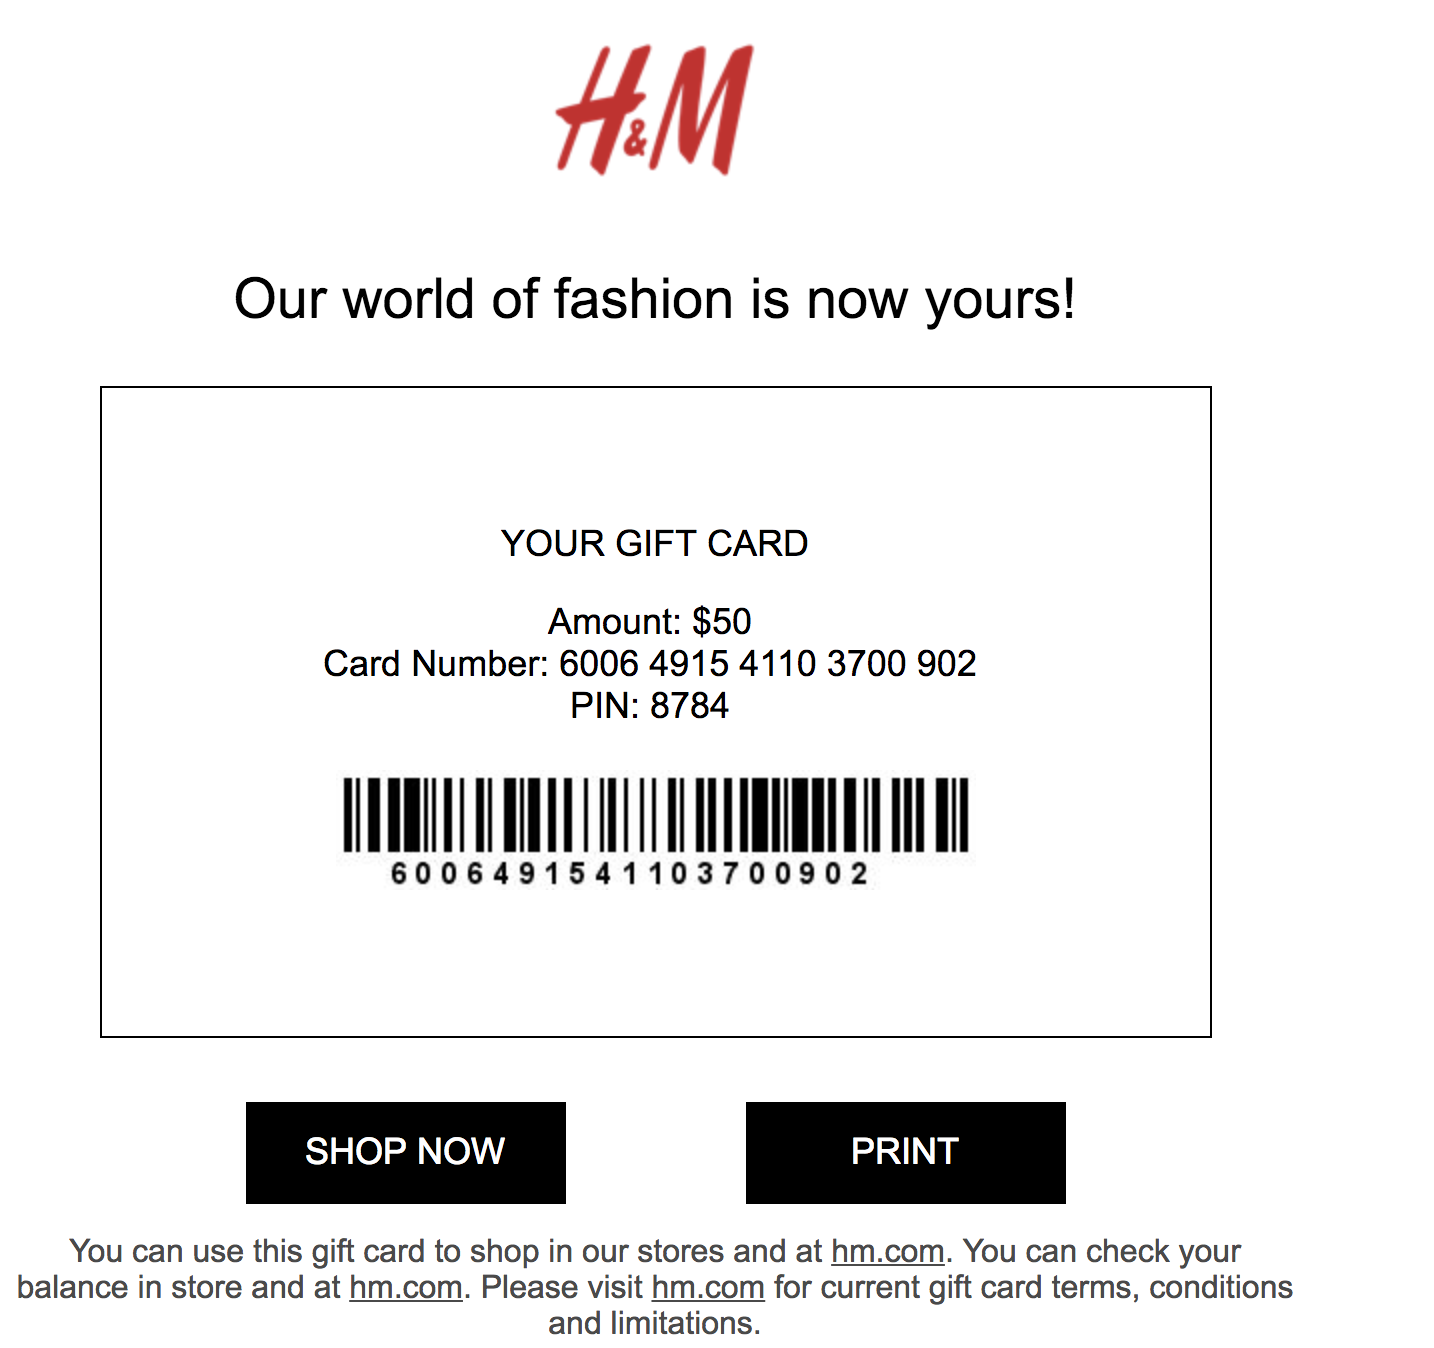 H&M
Our world of fashion is now yours!
YOUR GIFT CARD
Amount: $50
Card Number: 6006 4915 4110 3700 902
PIN: 8784
6006491541103700902
SHOP NOW
PRINT
You can use this gift card to shop in our stores and at hm.com. You can check your
balance in store and at hm.com. Please visit hm.com for current gift card terms, conditions
and limitations.